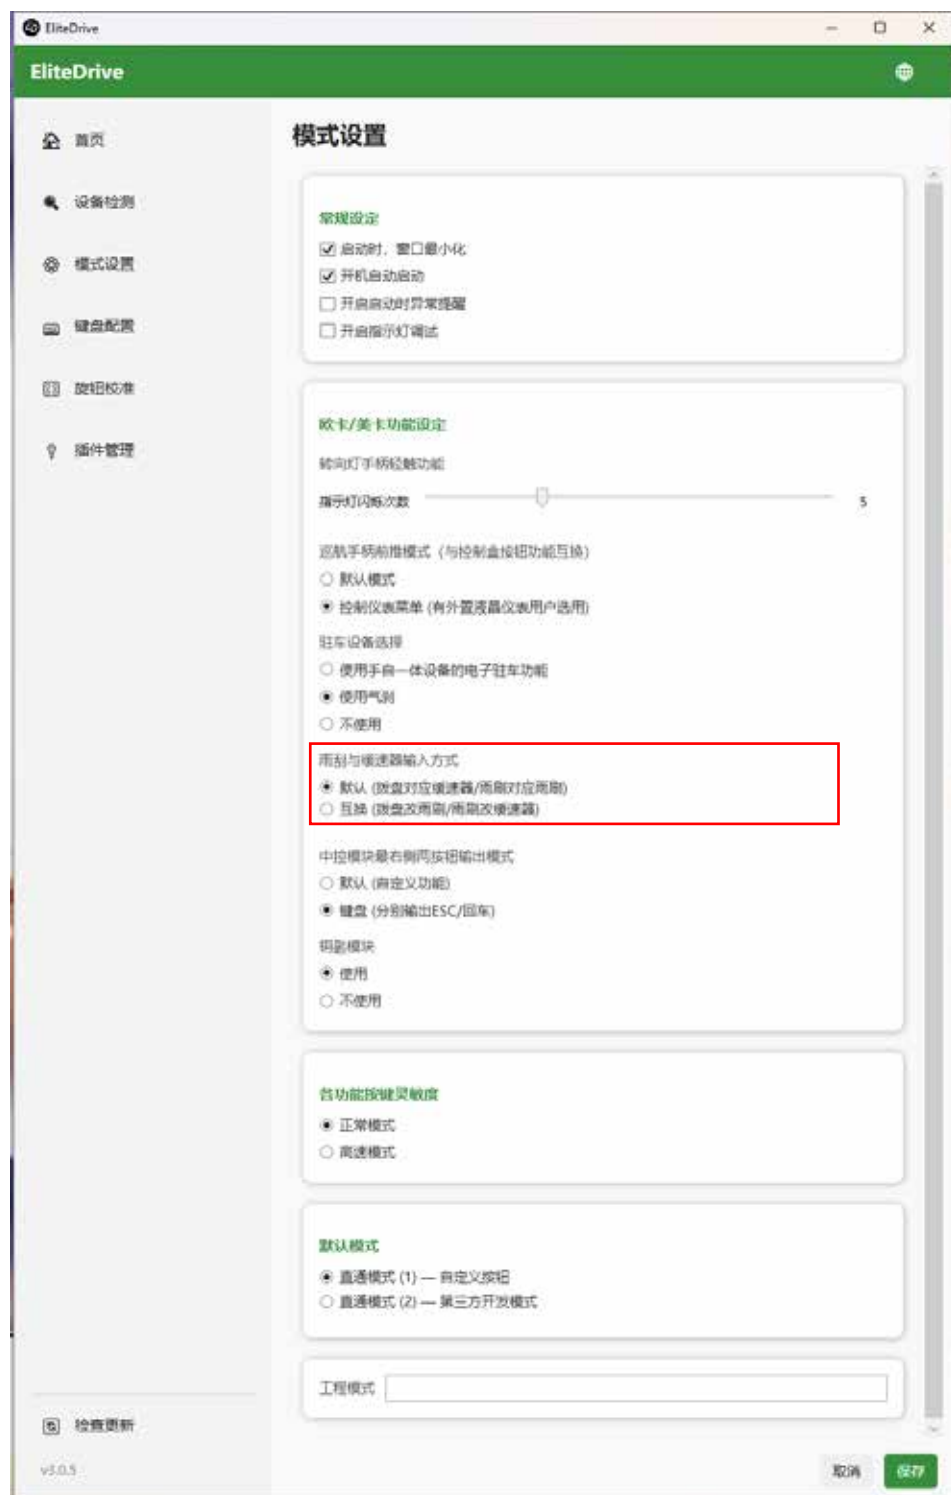 EliteDrive
EliteDrive
首页
设备检测
模式设置
键盘配置
旋钮校准
插件管理
检查更新
v3.0.5
模式设置
常规设定
启动时，窗口最小化
开机自动启动
开启启动时异常提醒
开启指示灯调试
欧卡/美卡功能设定
转向灯手柄轻触功能
指示灯闪烁次数 5
巡航手柄前推模式（与控制盒按钮功能互换）
默认模式
控制仪表菜单 (有外置液晶仪表用户选用)
驻车设备选择
使用手自一体设备的电子驻车功能
使用气刹
不使用
雨刮与缓速器输入方式
默认 (拨盘对应缓速器/雨刷对应雨刷)
互换 (拨盘改雨刷/雨刷改缓速器)
中控模块最右侧两按钮输出模式
默认 (自定义功能)
键盘 (分别输出ESC/回车)
钥匙模块
使用
不使用
各功能按键灵敏度
正常模式
高速模式
默认模式
直通模式 (1) — 自定义按钮
直通模式 (2) — 第三方开发模式
工程模式
取消 保存